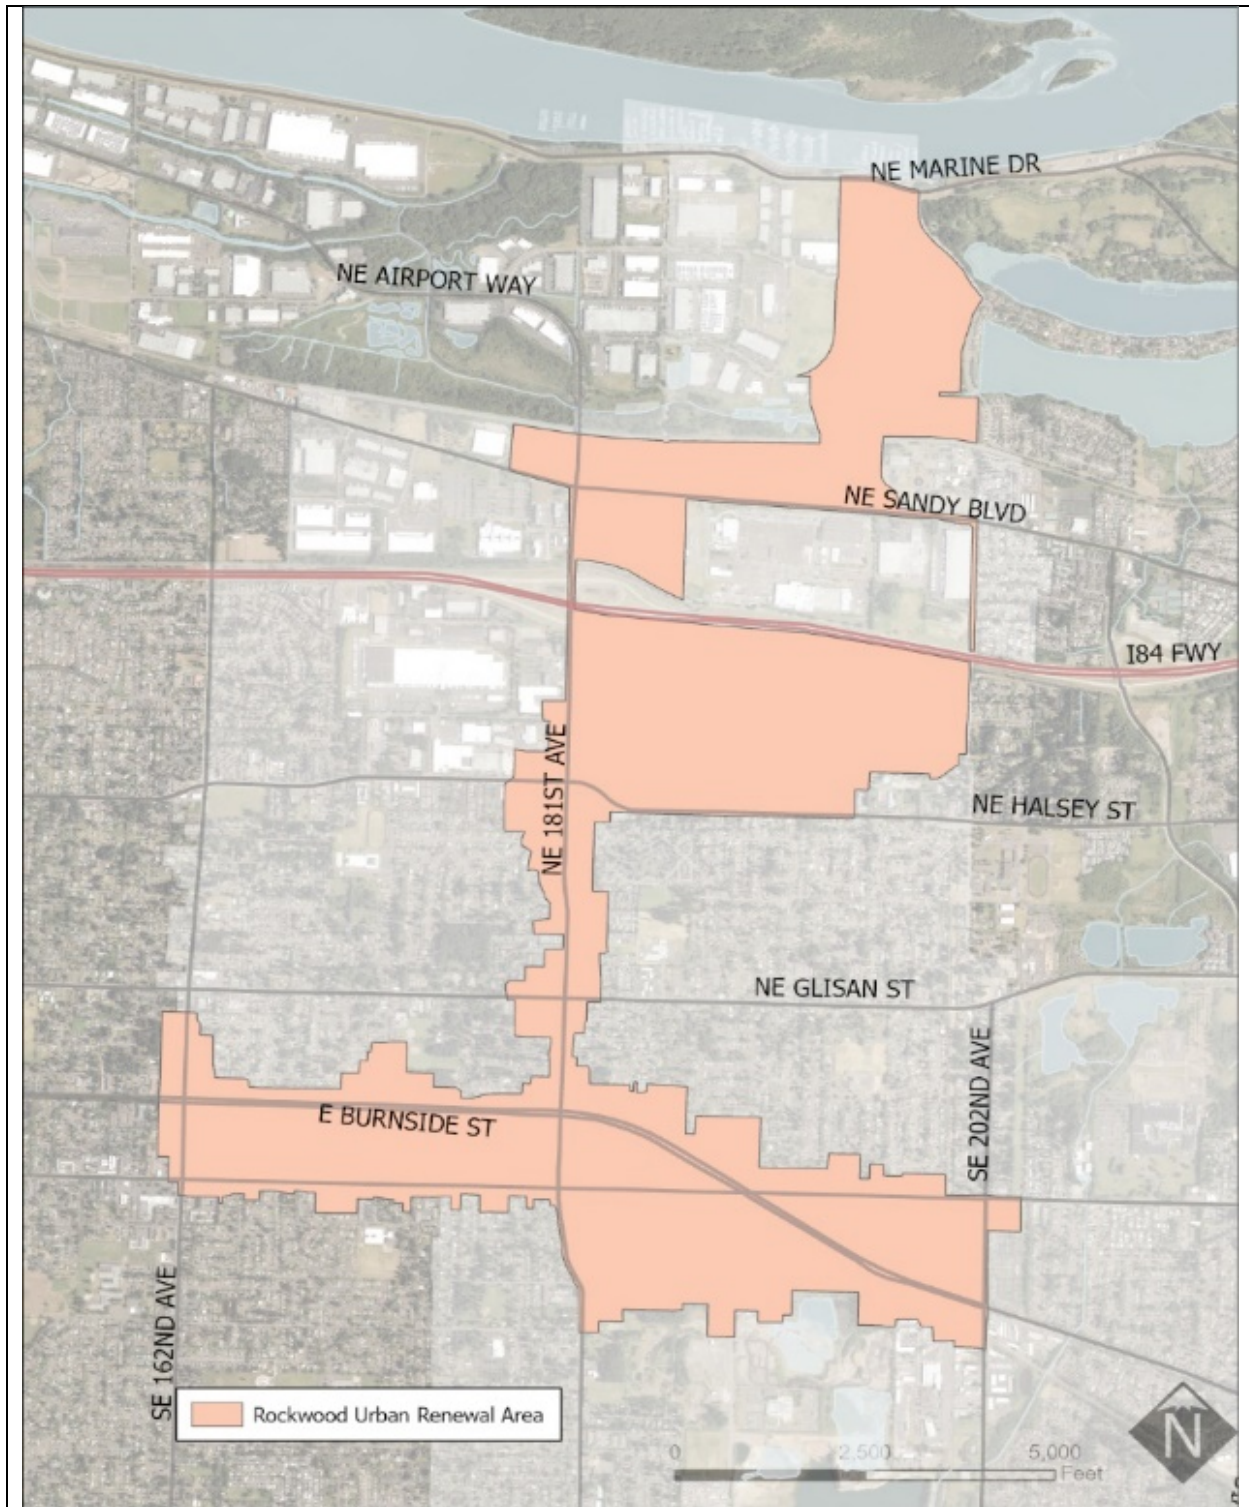 NE MARINE DR
NE AIRPORT WAY
NE SANDY BLVD
I84 FWY
NE 181ST AVE
NE HALSEY ST
NE GLISAN ST
SE 202ND AVE
E BURNSIDE ST
SE 162ND AVE
Rockwood Urban Renewal Area
N
0 2,500 5,000
Feet